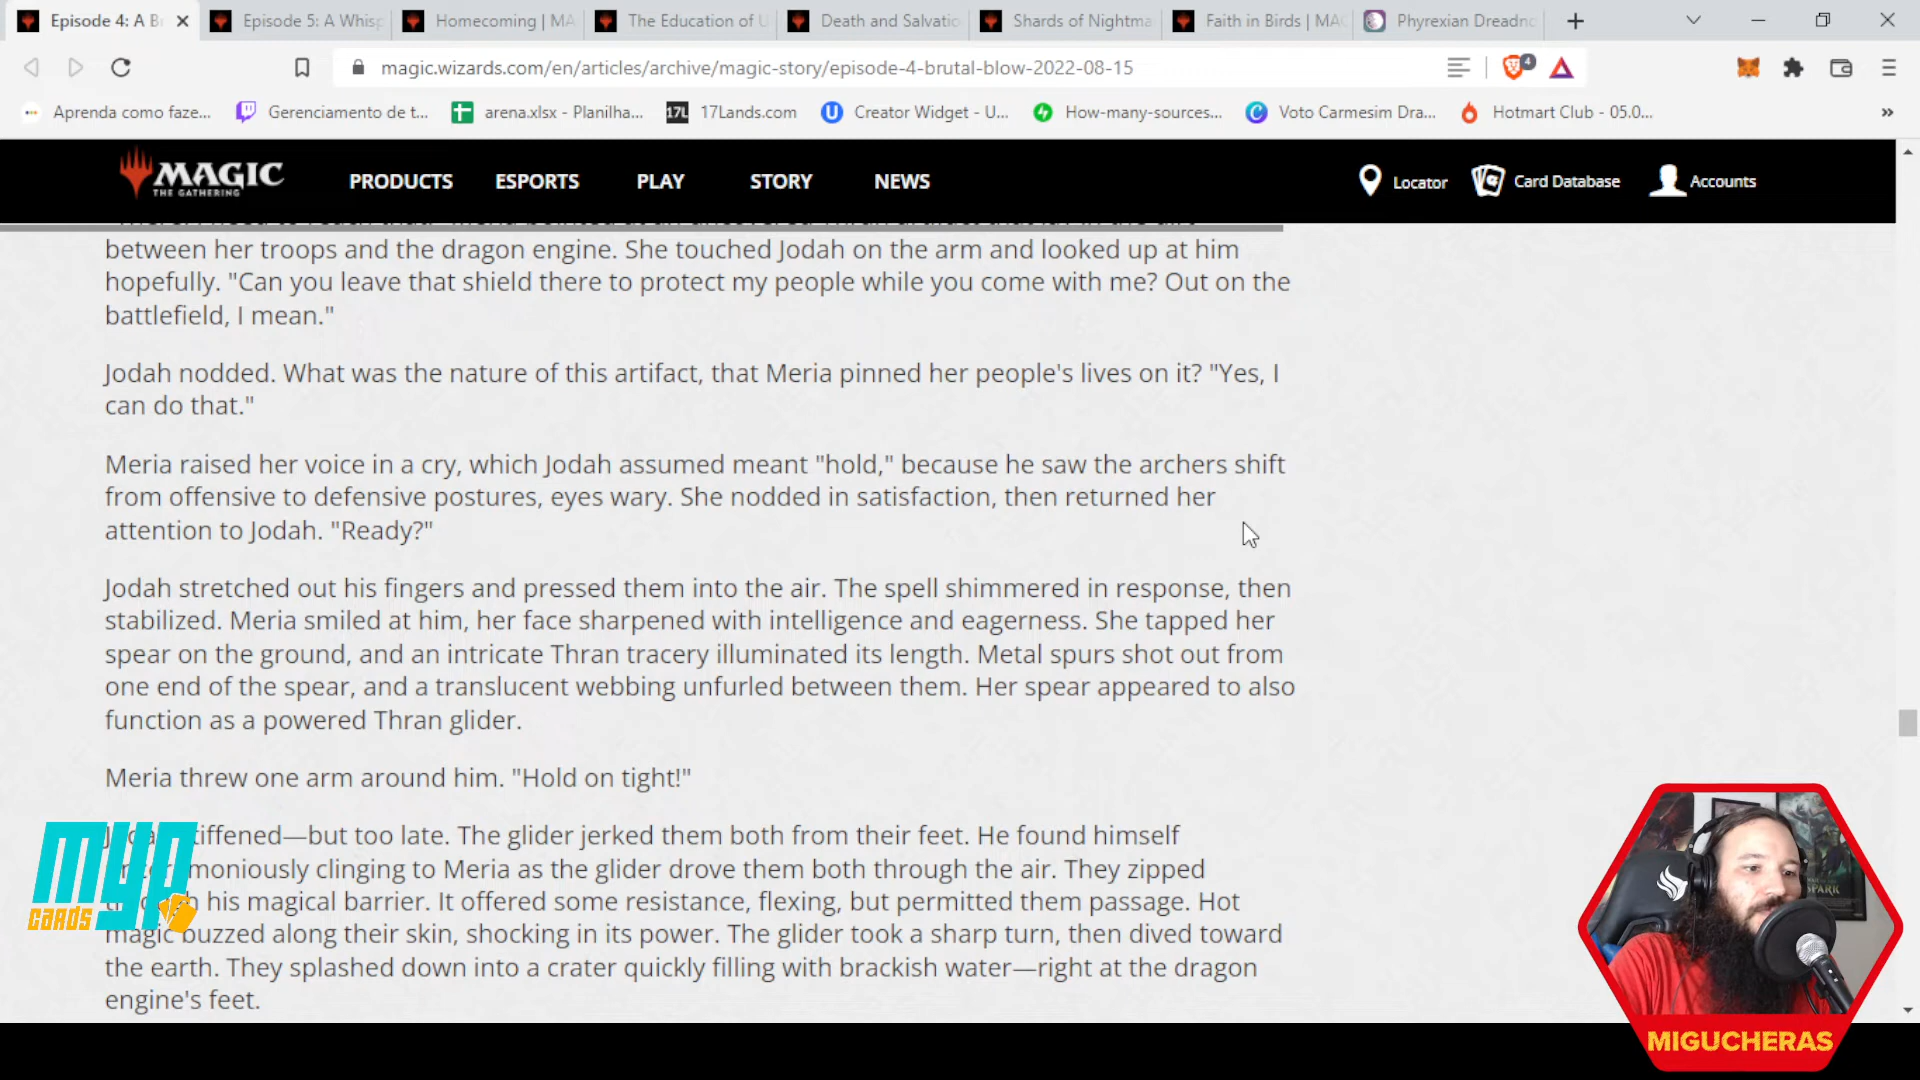 Episode 4: A Br
Episode 5: A Whisp
Homecoming | MA
The Education of U
Death and Salvatio
Shards of Nightma
Faith in Birds | MAG
Phyrexian Dreadno
magic.wizards.com/en/articles/archive/magic-story/episode-4-brutal-blow-2022-08-15
4
Aprenda como faze...
Gerenciamento de t...
arena.xlsx - Planilha...
17L 17Lands.com
Creator Widget - U...
How-many-sources...
Voto Carmesim Dra...
Hotmart Club - 05.0...
MAGIC
THE GATHERING
PRODUCTS
ESPORTS
PLAY
STORY
NEWS
Locator
Card Database
Accounts
between her troops and the dragon engine. She touched Jodah on the arm and looked up at him
hopefully. "Can you leave that shield there to protect my people while you come with me? Out on the
battlefield, I mean."
Jodah nodded. What was the nature of this artifact, that Meria pinned her people's lives on it? "Yes, I
can do that."
Meria raised her voice in a cry, which Jodah assumed meant "hold," because he saw the archers shift
from offensive to defensive postures, eyes wary. She nodded in satisfaction, then returned her
attention to Jodah. "Ready?"
Jodah stretched out his fingers and pressed them into the air. The spell shimmered in response, then
stabilized. Meria smiled at him, her face sharpened with intelligence and eagerness. She tapped her
spear on the ground, and an intricate Thran tracery illuminated its length. Metal spurs shot out from
one end of the spear, and a translucent webbing unfurled between them. Her spear appeared to also
function as a powered Thran glider.
Meria threw one arm around him. "Hold on tight!"
stiffened—but too late. The glider jerked them both from their feet. He found himself
clinging to Meria as the glider drove them both through the air. They zipped
his magical barrier. It offered some resistance, flexing, but permitted them passage. Hot
magic buzzed along their skin, shocking in its power. The glider took a sharp turn, then dived toward
the earth. They splashed down into a crater quickly filling with brackish water—right at the dragon
engine's feet.
MYP
CARDS
SPARK
MIGUCHERAS